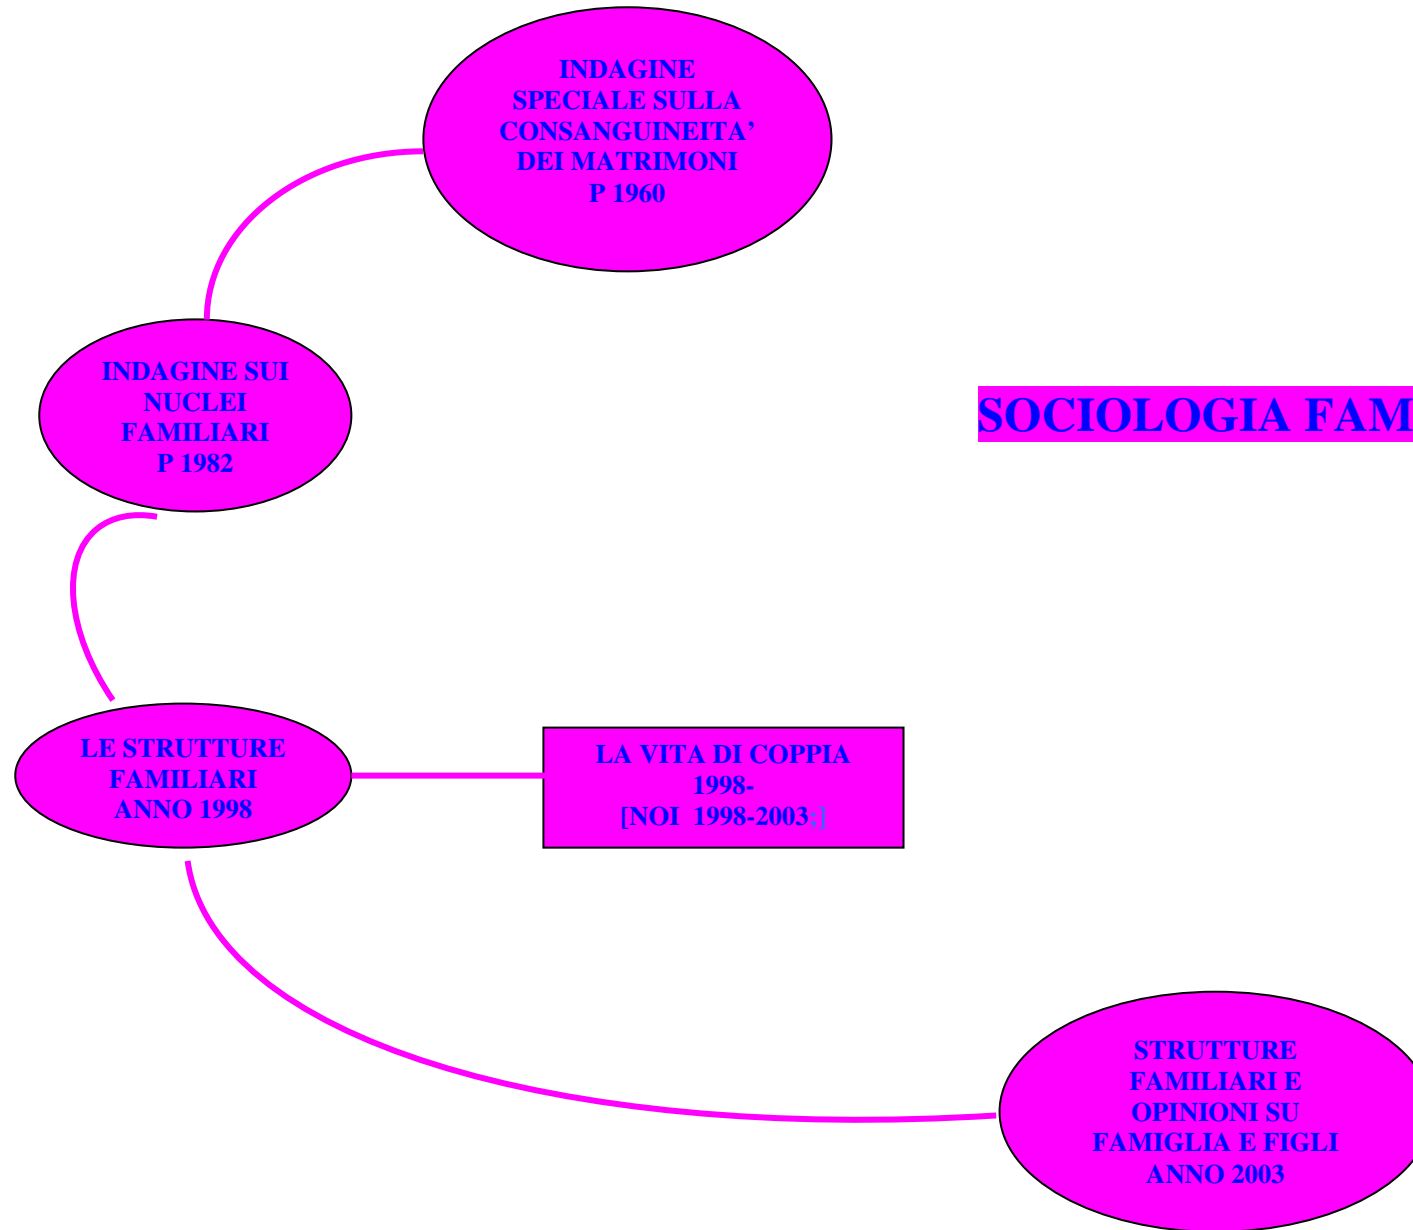 INDAGINE
SPECIALE SULLA
CONSANGUINEITA’
DEI MATRIMONI
P 1960
INDAGINE SUI
NUCLEI
FAMILIARI
P 1982
SOCIOLOGIA FAM
LE STRUTTURE
FAMILIARI
ANNO 1998
LA VITA DI COPPIA
1998-
[NOI  1998-2003;]
STRUTTURE
FAMILIARI E
OPINIONI SU
FAMIGLIA E FIGLI
ANNO 2003